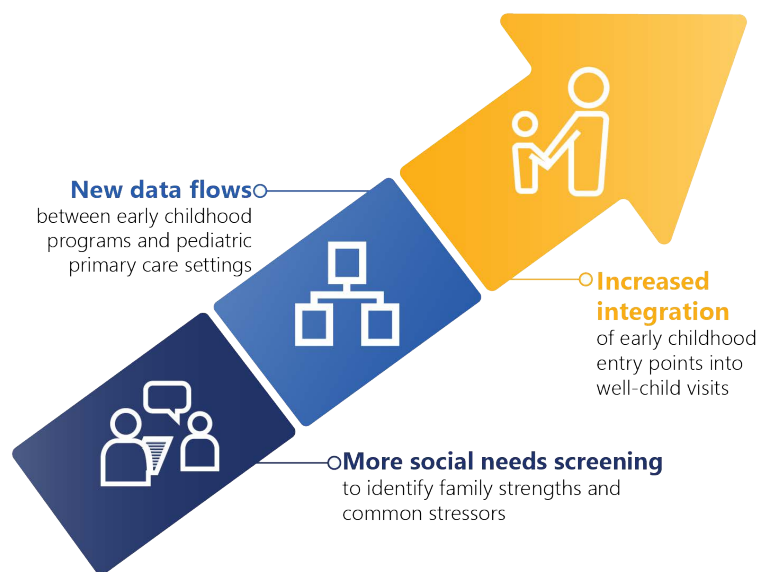 New data flows
between early childhood
programs and pediatric
primary care settings
Increased
integration
of early childhood
entry points into
well-child visits
More social needs screening
to identify family strengths and
common stressors